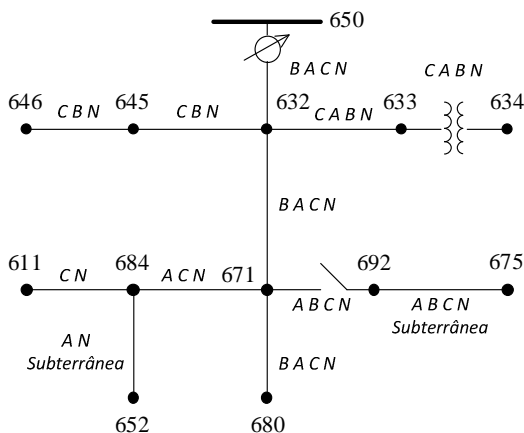 650
B A C N
C A B N
646
C B N
645
C B N
632
C A B N
633
634
B A C N
611
C N
684
A C N
671
A B C N
692
A B C N
Subterrânea
675
A N
Subterrânea
B A C N
652
680